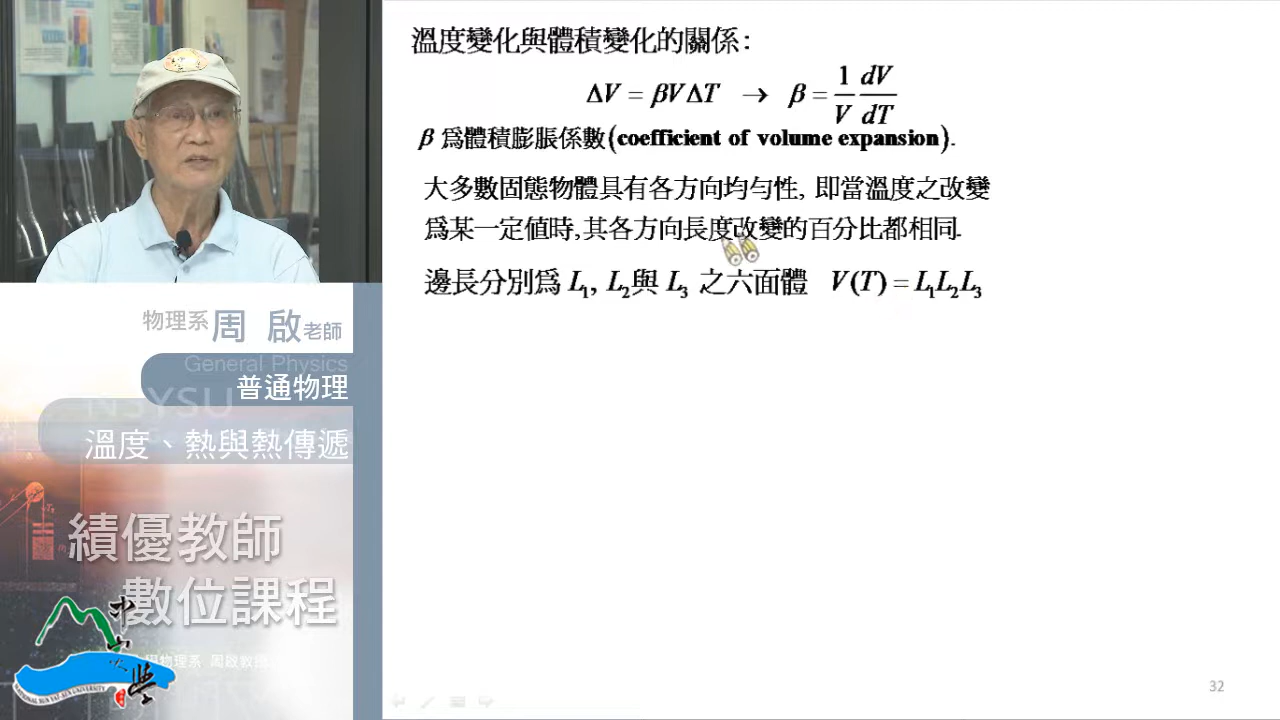 溫度變化與體積變化的關係:
ΔV = βVΔT → β = 1/V dV/dT
β 為體積膨脹係數(coefficient of volume expansion).
大多數固態物體具有各方向均勻性, 即當溫度之改變
為某一定值時,其各方向長度改變的百分比都相同.
邊長分別為 L₁, L₂與 L₃ 之六面體 V(T) = L₁L₂L₃
物理系 周 啟 老師
General Physics
普通物理
NSYSU
溫度、熱與熱傳遞
績優教師
數位課程
NATIONAL SUN YAT-SEN UNIVERSITY
32